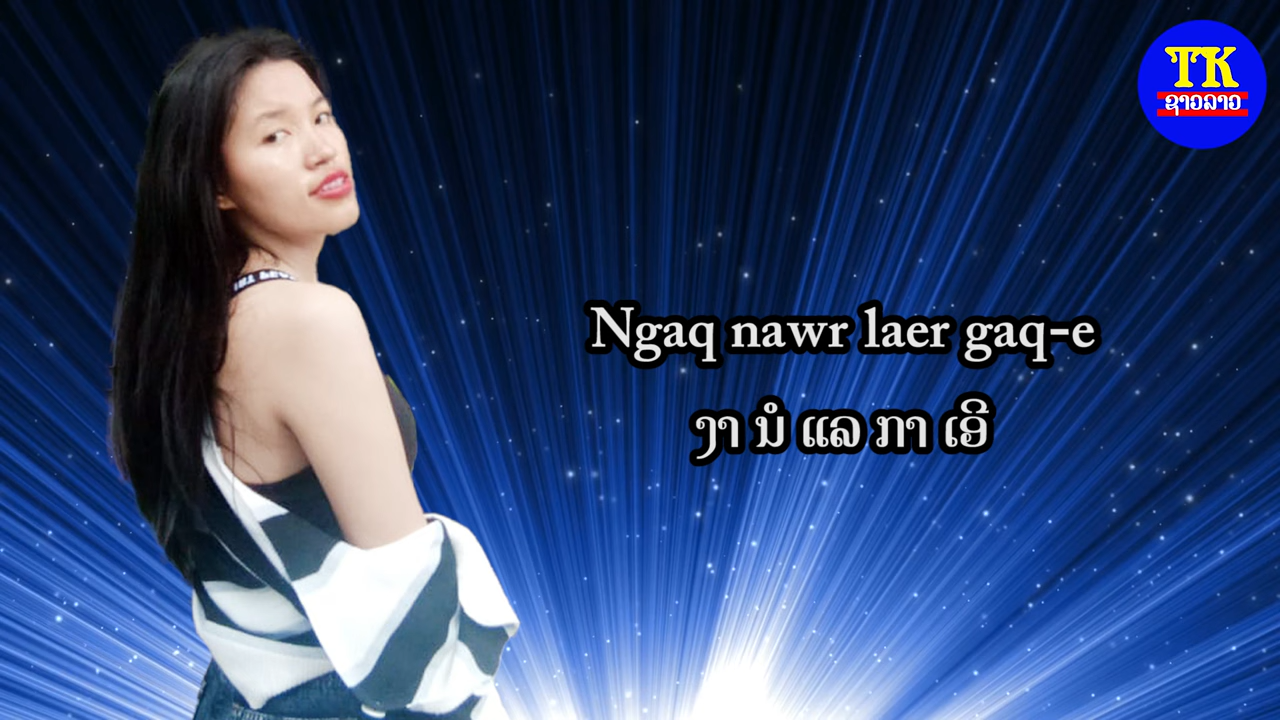 TK
ຊາວລາວ
Ngaq nawr laer gaq-e
ງາ ນໍ ແລ ກາ ເອີ